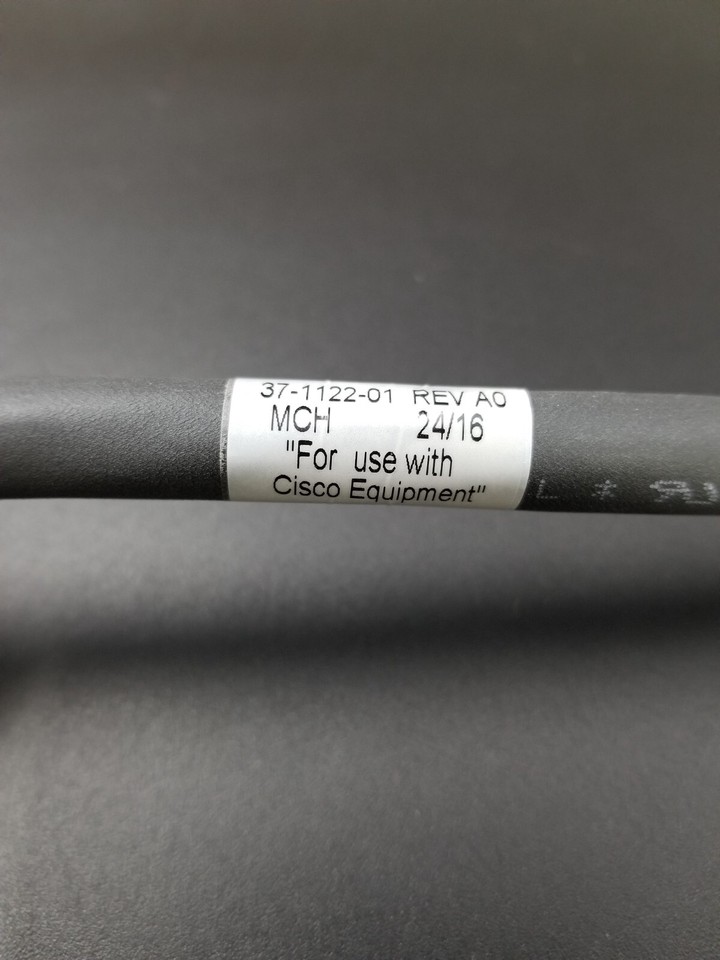 37-1122-01 REV A0
MCH 24/16
"For use with
Cisco Equipment"